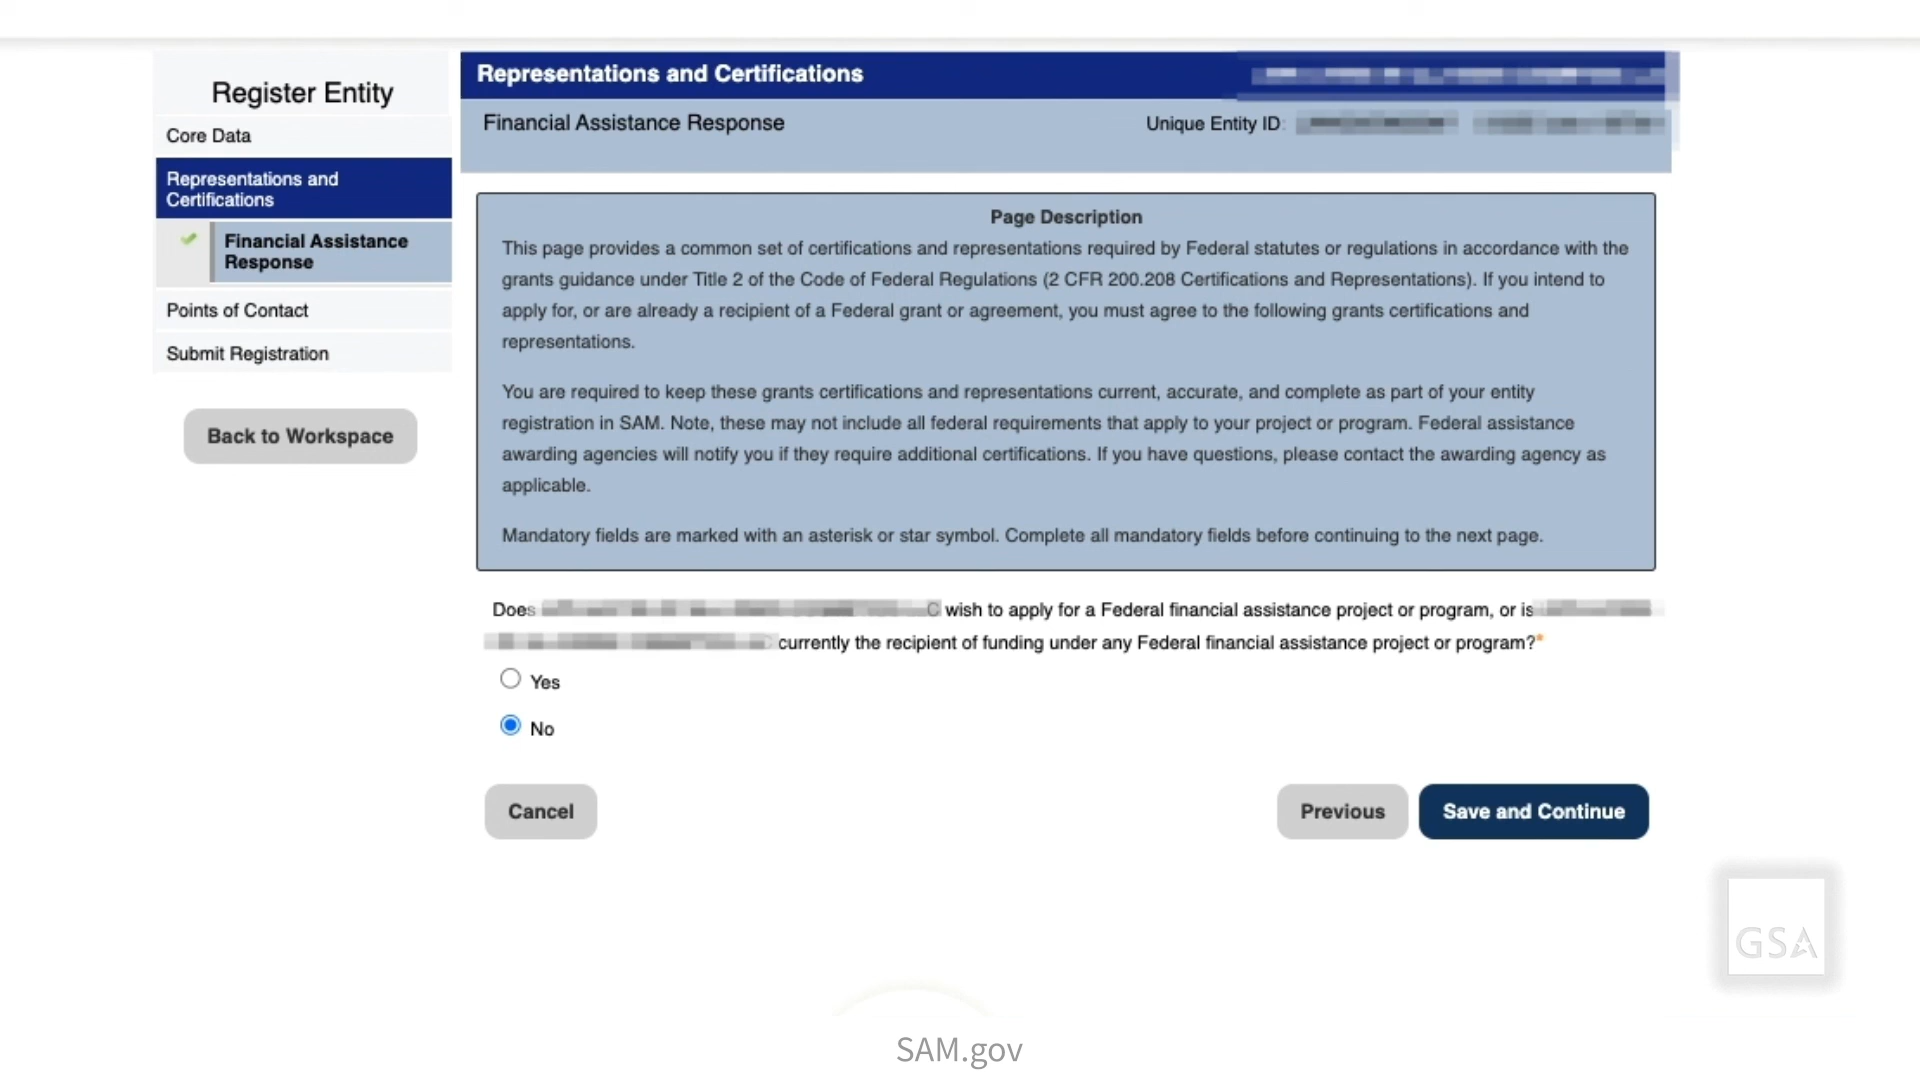 Register Entity
Core Data
Representations and
Certifications
Financial Assistance
Response
Points of Contact
Submit Registration
Back to Workspace
Representations and Certifications
Financial Assistance Response
Unique Entity ID:
Page Description
This page provides a common set of certifications and representations required by Federal statutes or regulations in accordance with the
grants guidance under Title 2 of the Code of Federal Regulations (2 CFR 200.208 Certifications and Representations). If you intend to
apply for, or are already a recipient of a Federal grant or agreement, you must agree to the following grants certifications and
representations.
You are required to keep these grants certifications and representations current, accurate, and complete as part of your entity
registration in SAM. Note, these may not include all federal requirements that apply to your project or program. Federal assistance
awarding agencies will notify you if they require additional certifications. If you have questions, please contact the awarding agency as
applicable.
Mandatory fields are marked with an asterisk or star symbol. Complete all mandatory fields before continuing to the next page.
Does wish to apply for a Federal financial assistance project or program, or is
currently the recipient of funding under any Federal financial assistance project or program?*
Yes
No
Cancel
Previous
Save and Continue
GSA
SAM.gov